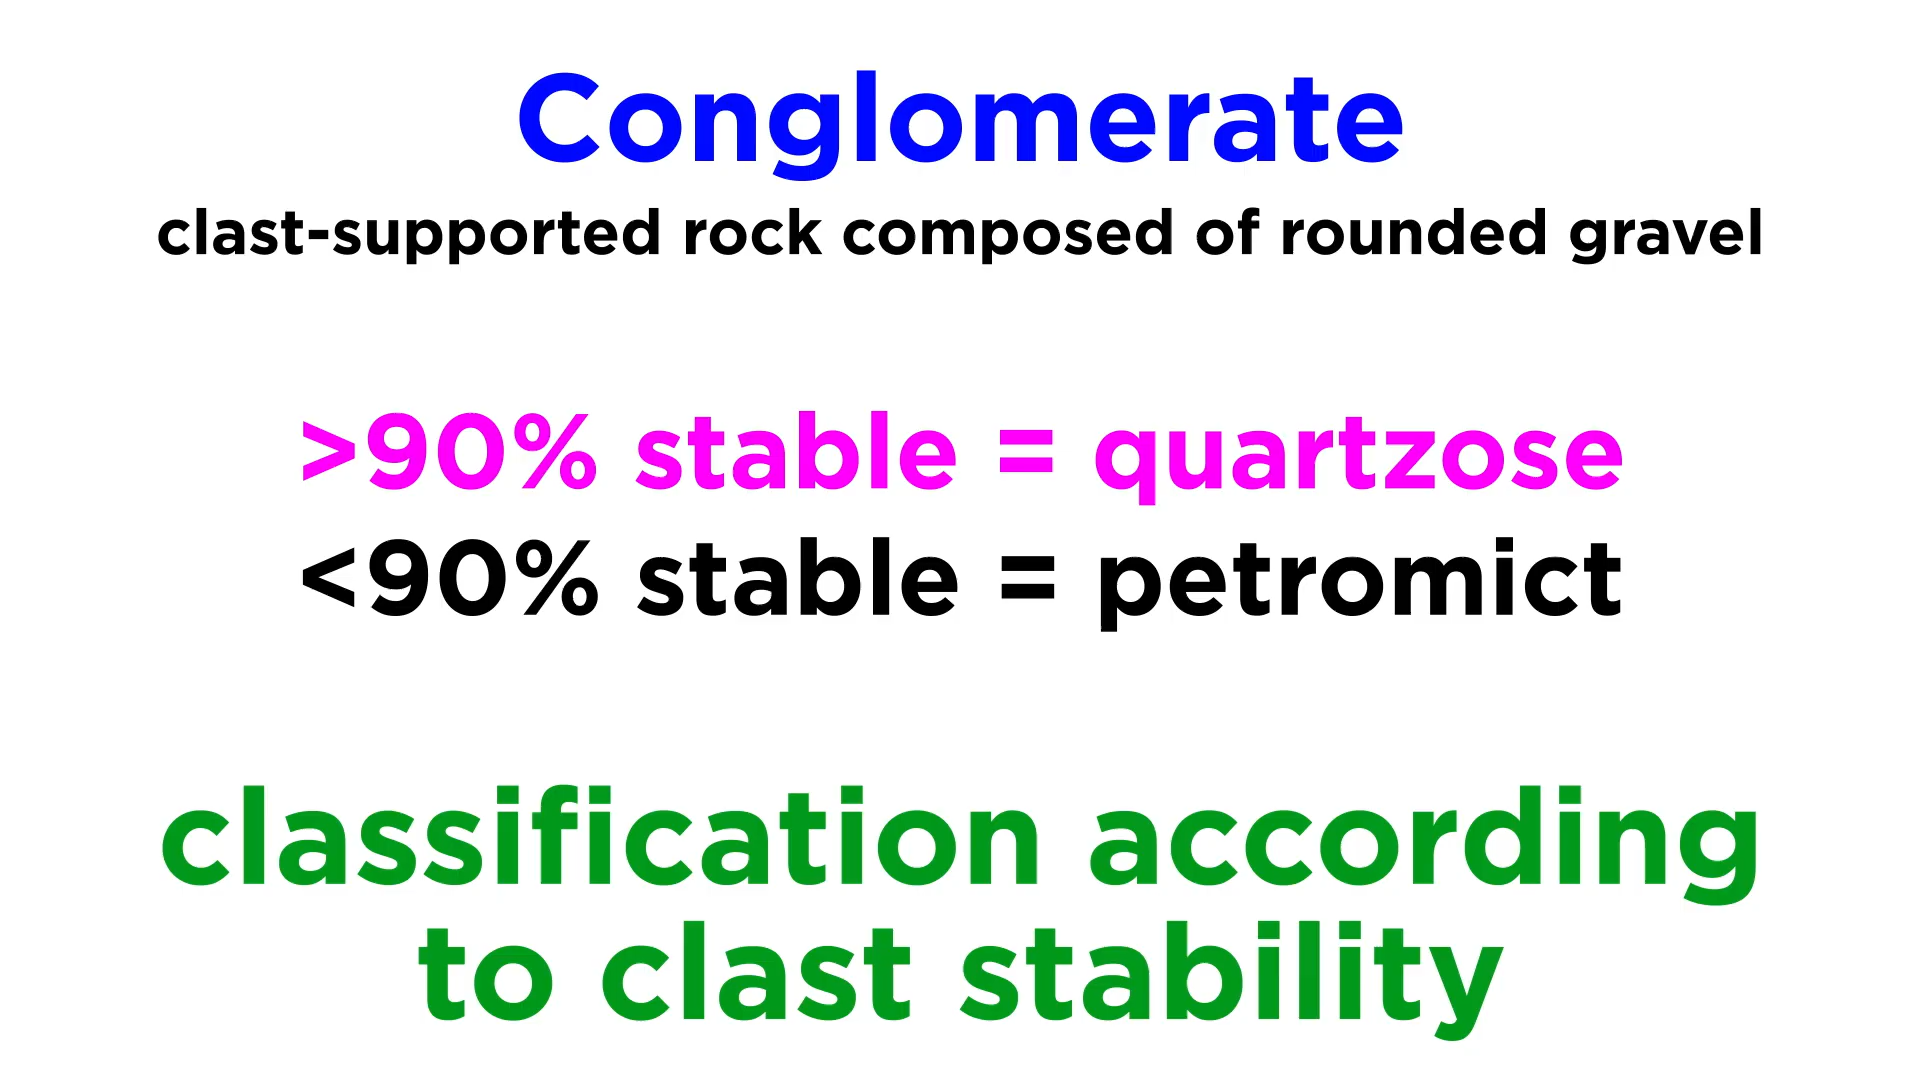 Conglomerate
clast-supported rock composed of rounded gravel
>90% stable = quartzose
<90% stable = petromict
classification according
to clast stability